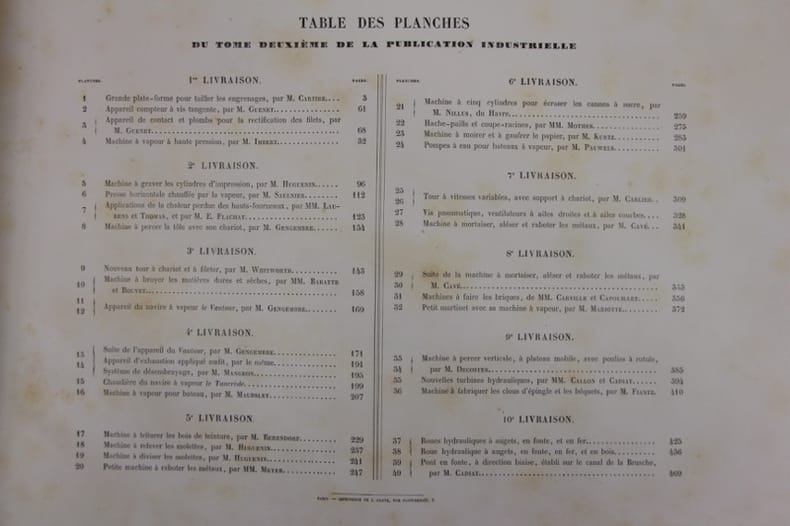 TABLE DES PLANCHES
DU TOME DEUXIÈME DE LA PUBLICATION INDUSTRIELLE
PLANCHES. 1re LIVRAISON. PAGES.
1 Grande plate-forme pour tailler les engrenages, par M. CARTIER.... 5
2 Appareil compteur à vis tangente, par M. GUENET................ 61
3 Appareil de contact et plombs pour la rectification des filets, par
M. GUENET........................................ 68
4 Machine à vapeur à haute pression, par M. IMBERT............. 52
2e LIVRAISON.
5 Machine à graver les cylindres d'impression, par M. HUGUENIN...... 96
6 Presse horizontale chauffée par la vapeur, par M. SAULNIER......... 112
7 Applications de la chaleur perdue des hauts-fourneaux, par MM. LAU-
RENS et THOMAS, et par M. E. FLACHAT.................. 125
8 Machine à percer la tôle avec son chariot, par M. GENGEMBRE...... 134
3e LIVRAISON.
9 Nouveau tour à chariot et à fileter, par M. WHITWORTH........... 145
10 Machine à broyer les matières dures et sèches, par MM. BARATTE
et BOUVET........................................ 158
11
12 Appareil du navire à vapeur le Vautour, par M. GENGEMBRE........ 169
4e LIVRAISON.
13 Suite de l'appareil du Vautour, par M. GENGEMBRE............... 171
14 Appareil d'exhaustion appliqué audit, par le même............... 191
Système de désembrayage, par M. MANGEON................... 195
15 Chaudière du navire à vapeur le Tancrède..................... 199
16 Machine à vapeur pour bateau, par M. MAUDSLEY............... 207
5e LIVRAISON.
17 Machine à triturer les bois de teinture, par M. BERENDORF......... 229
18 Machine à relever les molettes, par M. HUGUENIN............... 237
19 Machine à diviser les molettes, par M. HUGUENIN............... 241
20 Petite machine à raboter les métaux, par MM. MEYER............ 247
PLANCHES. 6e LIVRAISON. PAGES.
21 Machine à cinq cylindres pour écraser les cannes à sucre, par
M. NILLUS, du Havre.................................. 259
22 Hache-paille et coupe-racines, par MM. MOTHES................ 275
23 Machine à moirer et à gaufrer le papier, par M. KURTZ........... 285
24 Pompes à eau pour bateaux à vapeur, par M. PAUWELS........... 301
7e LIVRAISON.
25
26 Tour à vitesses variables, avec support à chariot, par M. CARLIER.. 309
27 Vis pneumatique, ventilateurs à ailes droites et à ailes courbes.... 328
28 Machine à mortaiser, aléser et raboter les métaux, par M. CAVÉ... 341
8e LIVRAISON.
29 Suite de la machine à mortaiser, aléser et raboter les métaux, par
30 M. CAVÉ.......................................... 345
31 Machines à faire les briques, de MM. CARVILLE et CAPOUILLET..... 356
32 Petit martinet avec sa machine à vapeur, par M. MARIOTTE........ 372
9e LIVRAISON.
33 Machine à percer verticale, à plateau mobile, avec poulies à rotule,
34 par M. DECOSTER.................................... 385
35 Nouvelles turbines hydrauliques, par MM. CALLON et CADIAT...... 394
36 Machine à fabriquer les clous d'épingle et les béquets, par M. FRANTZ. 410
10e LIVRAISON.
37 Roues hydrauliques à augets, en fonte, et en fer................ 425
38 Roue hydraulique à augets, en fonte, en fer, et en bois........... 436
39 Pont en fonte, à direction biaise, établi sur le canal de la Bruche,
40 par M. CADIAT...................................... 469